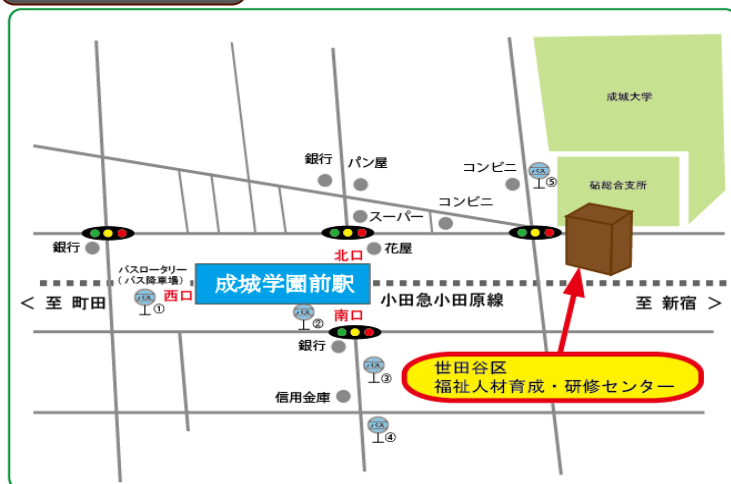 成城大学
銀行
パン屋
コンビニ
バス
⑤
砧総合支所
コンビニ
スーパー
銀行
花屋
北口
バスロータリー
(バス降車場)
成城学園前駅
< 至 町田
バス
①
西口
小田急小田原線
至 新宿 >
バス
②
南口
銀行
世田谷区
福祉人材育成・研修センター
バス
③
信用金庫
バス
④